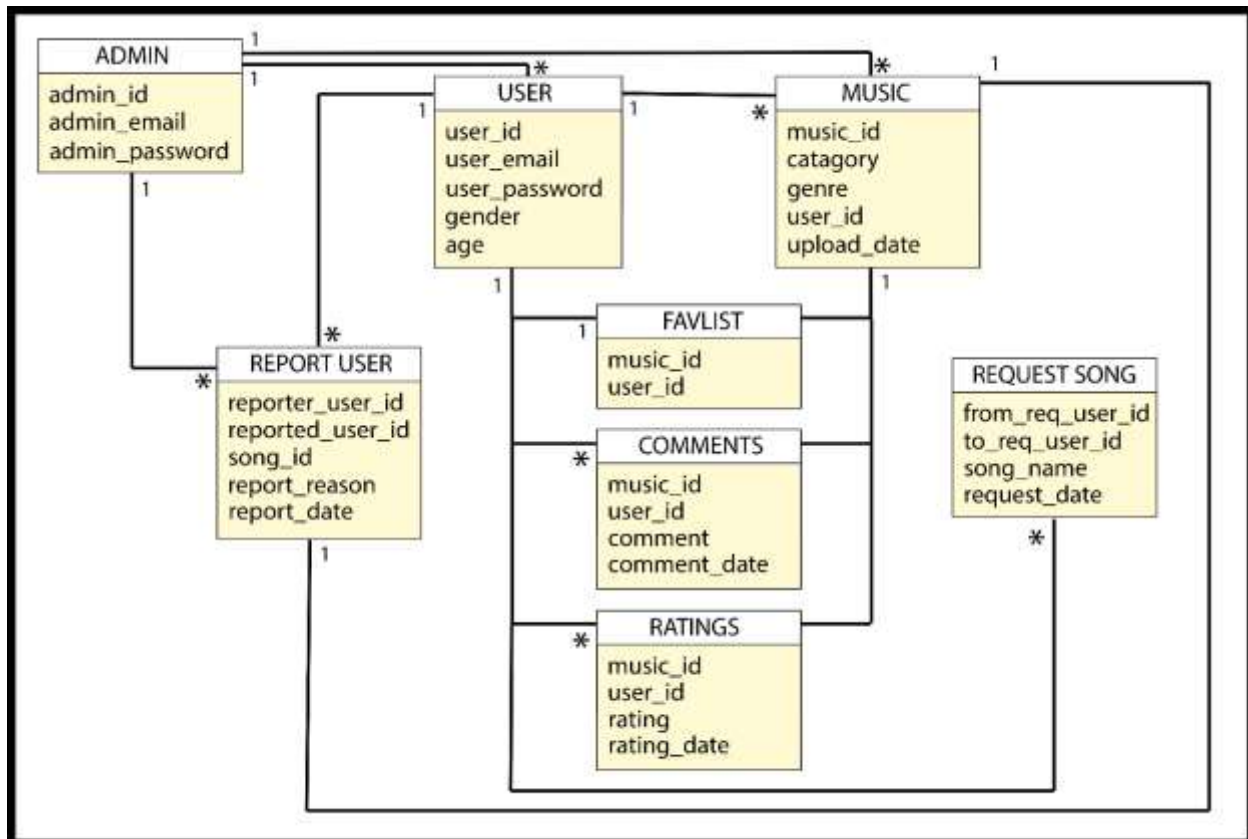 ADMIN
admin_id
admin_email
admin_password
1
1
1
USER
user_id
user_email
user_password
gender
age
*
1
1
1
MUSIC
music_id
catagory
genre
user_id
upload_date
*
*
1
1
REPORT USER
reporter_user_id
reported_user_id
song_id
report_reason
report_date
*
*
1
FAVLIST
music_id
user_id
1
COMMENTS
music_id
user_id
comment
comment_date
*
RATINGS
music_id
user_id
rating
rating_date
*
REQUEST SONG
from_req_user_id
to_req_user_id
song_name
request_date
*